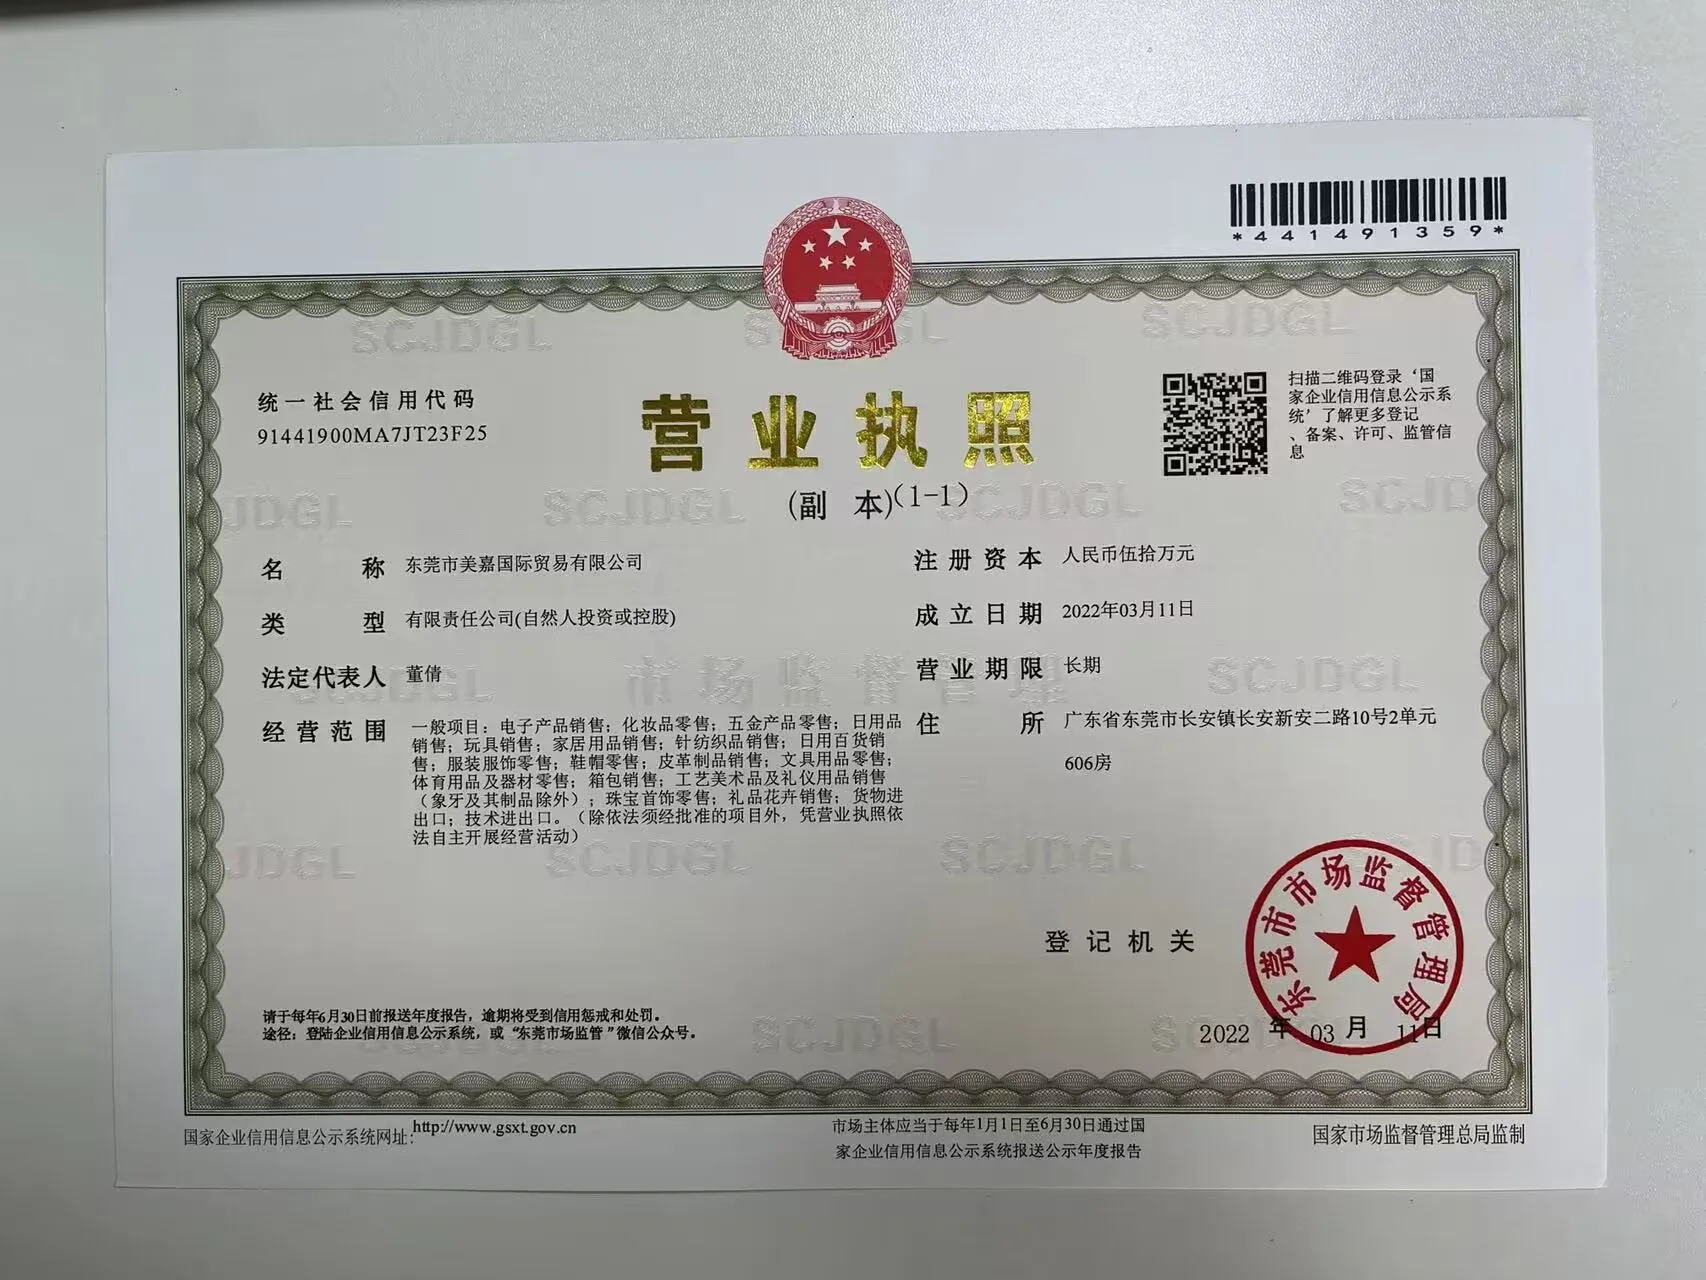 *441491359*
统一社会信用代码
91441900MA7JT23F25
营业执照
(副 本)(1-1)
扫描二维码登录‘国
家企业信用信息公示系
统’了解更多登记
、备案、许可、监管信
息
名 称 东莞市美嘉国际贸易有限公司
类 型 有限责任公司(自然人投资或控股)
法定代表人 董倩
经营范围 一般项目：电子产品销售；化妆品零售；五金产品零售；日用品
销售；玩具销售；家居用品销售；针纺织品销售；日用百货销
售；服装服饰零售；鞋帽零售；皮革制品销售；文具用品零售；
体育用品及器材零售；箱包销售；工艺美术品及礼仪用品销售
（象牙及其制品除外）；珠宝首饰零售；礼品花卉销售；货物进
出口；技术进出口。（除依法须经批准的项目外，凭营业执照依
法自主开展经营活动）
注册资本 人民币伍拾万元
成立日期 2022年03月11日
营业期限 长期
住 所 广东省东莞市长安镇长安新安二路10号2单元
606房
登记机关
东莞市市场监督管理局
2022 年 03 月 11日
请于每年6月30日前报送年度报告，逾期将受到信用惩戒和处罚。
途径：登陆企业信用信息公示系统，或“东莞市场监管”微信公众号。
国家企业信用信息公示系统网址：http://www.gsxt.gov.cn
市场主体应当于每年1月1日至6月30日通过国
家企业信用信息公示系统报送公示年度报告
国家市场监督管理总局监制
SCJDGL
市场监督管理